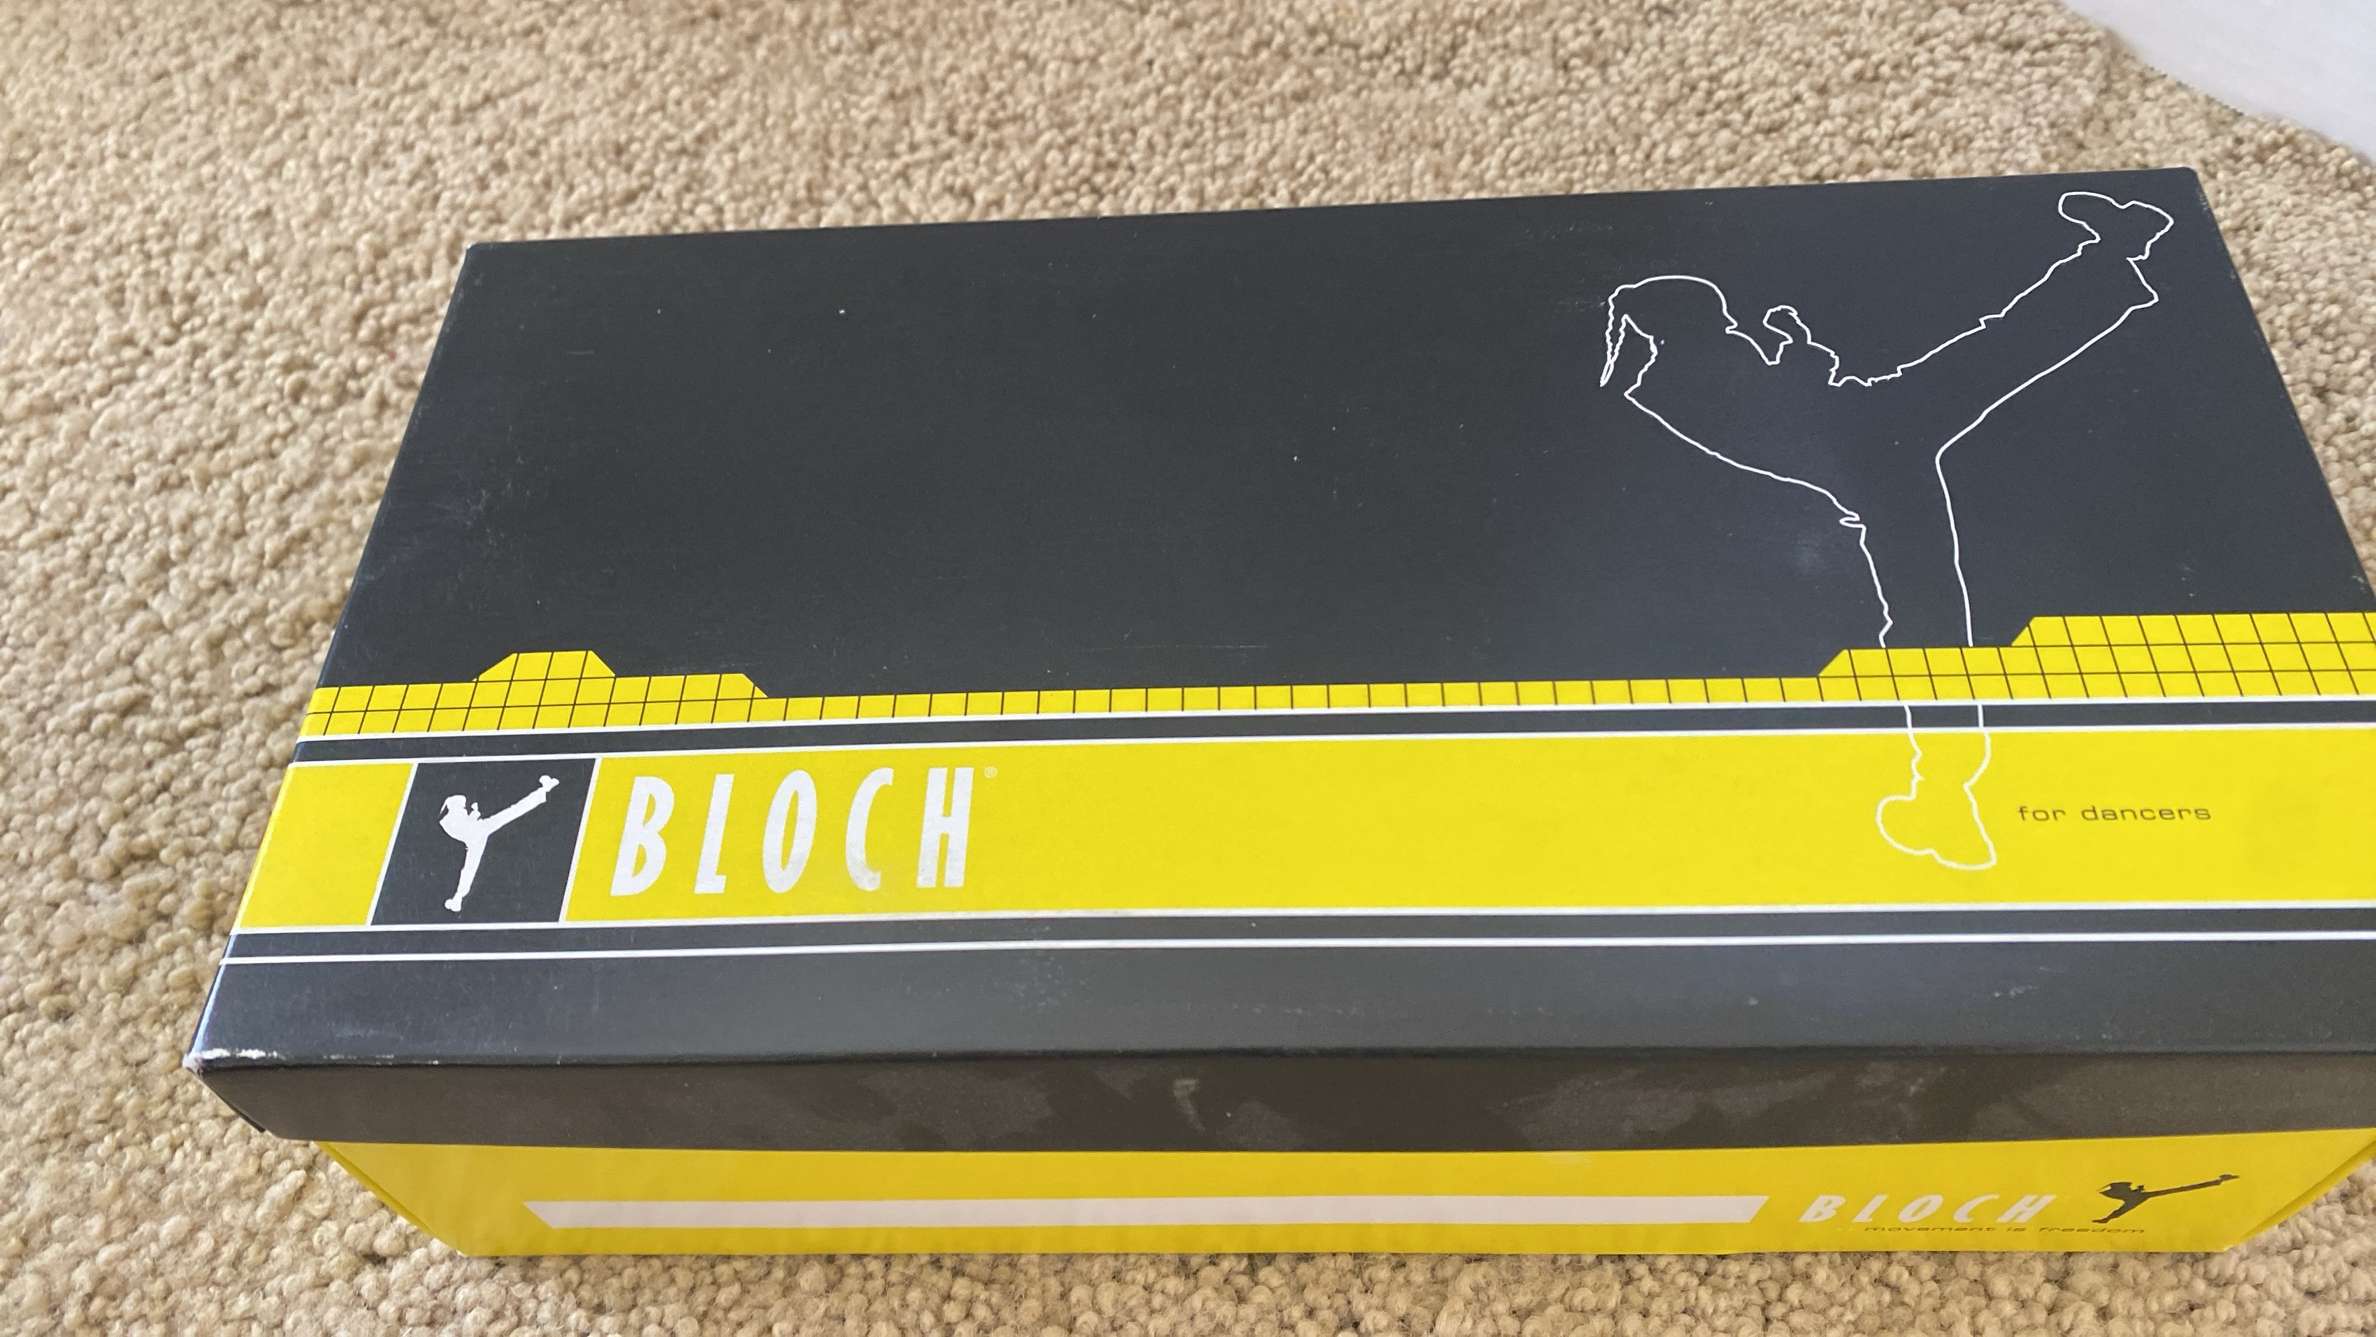 BLOCH®
for dancers
BLOCH
movement is freedom